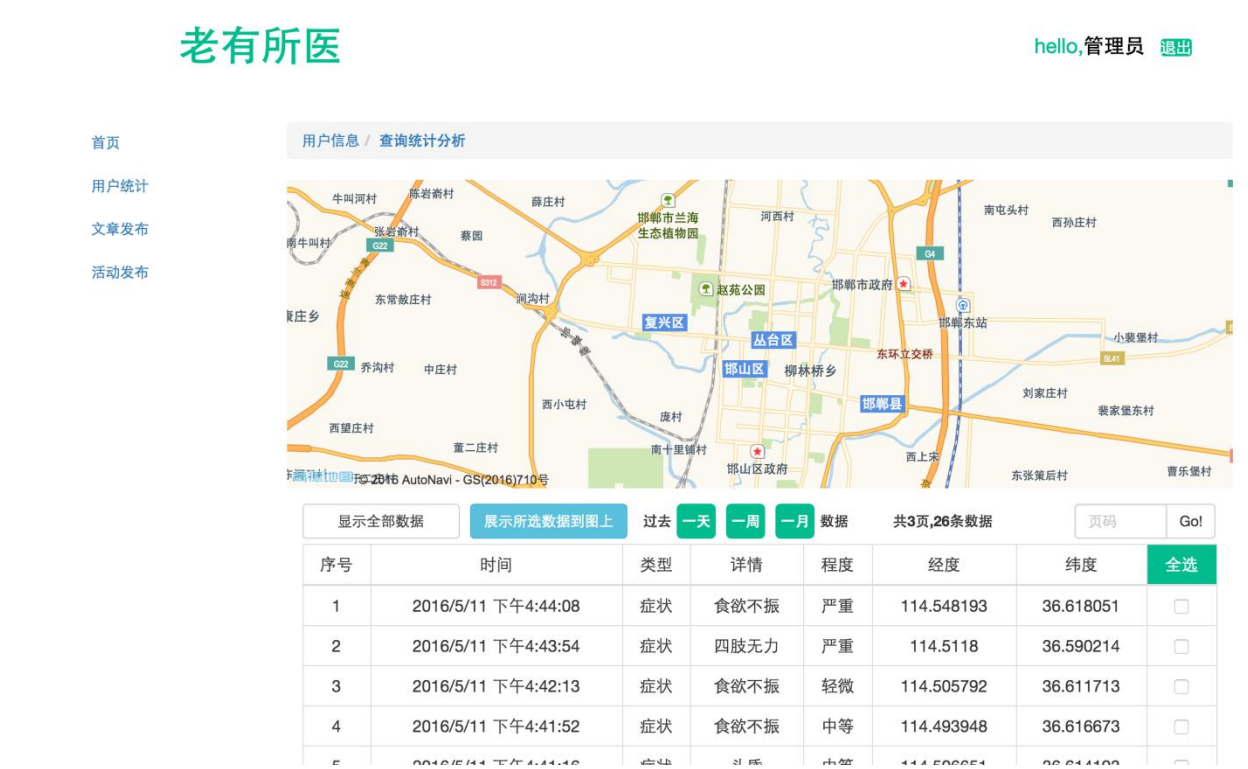 老有所医
hello,管理员 退出
首页
用户统计
文章发布
活动发布
用户信息 / 查询统计分析
牛叫河村
陈岩嵛村
薛庄村
邯郸市兰海
生态植物园
河西村
南屯头村
西孙庄村
南牛叫村
张岩嵛村
G22
蔡园
G4
S312
涧沟村
赵苑公园
邯郸市政府
东常敖庄村
复兴区
丛台区
邯郸东站
小裴堡村
东环立交桥
SL41
G22
乔沟村
中庄村
邯山区
柳林桥乡
邯郸县
刘家庄村
裴家堡东村
西小屯村
庞村
西望庄村
董二庄村
南十里铺村
邯山区政府
西上宋
东张策后村
曹乐堡村
© 2016 AutoNavi - GS(2016)710号
显示全部数据 展示所选数据到图上 过去 一天 一周 一月 数据 共3页,26条数据 页码 Go!
序号 时间 类型 详情 程度 经度 纬度 全选
1 2016/5/11 下午4:44:08 症状 食欲不振 严重 114.548193 36.618051
2 2016/5/11 下午4:43:54 症状 四肢无力 严重 114.5118 36.590214
3 2016/5/11 下午4:42:13 症状 食欲不振 轻微 114.505792 36.611713
4 2016/5/11 下午4:41:52 症状 食欲不振 中等 114.493948 36.616673